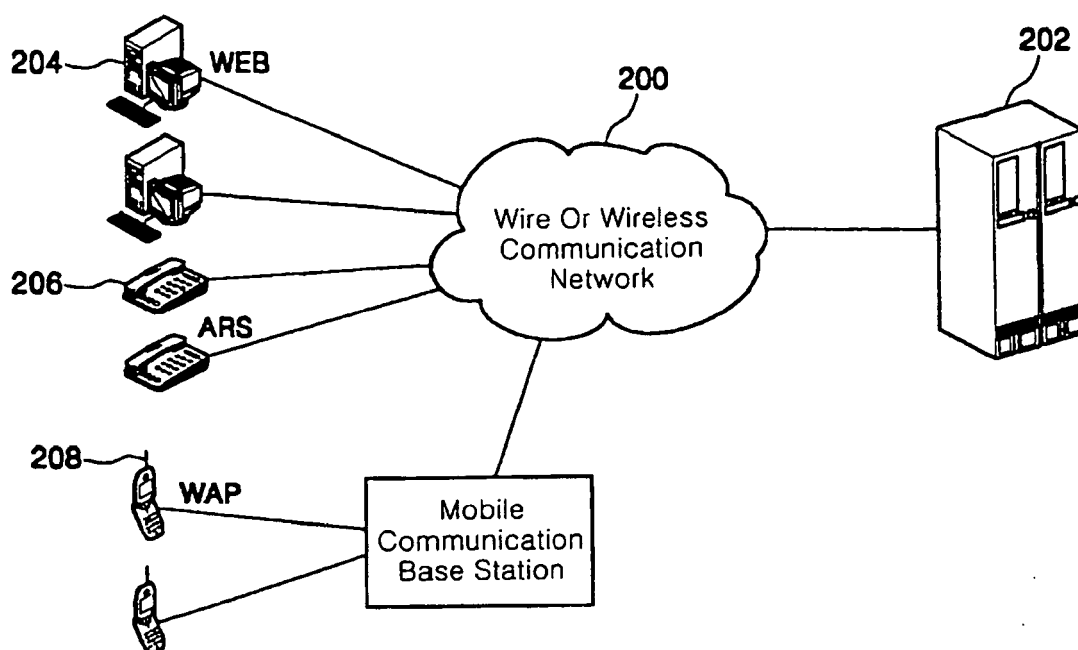 204
WEB
200
202
Wire Or Wireless
Communication
Network
206
ARS
208
WAP
Mobile
Communication
Base Station